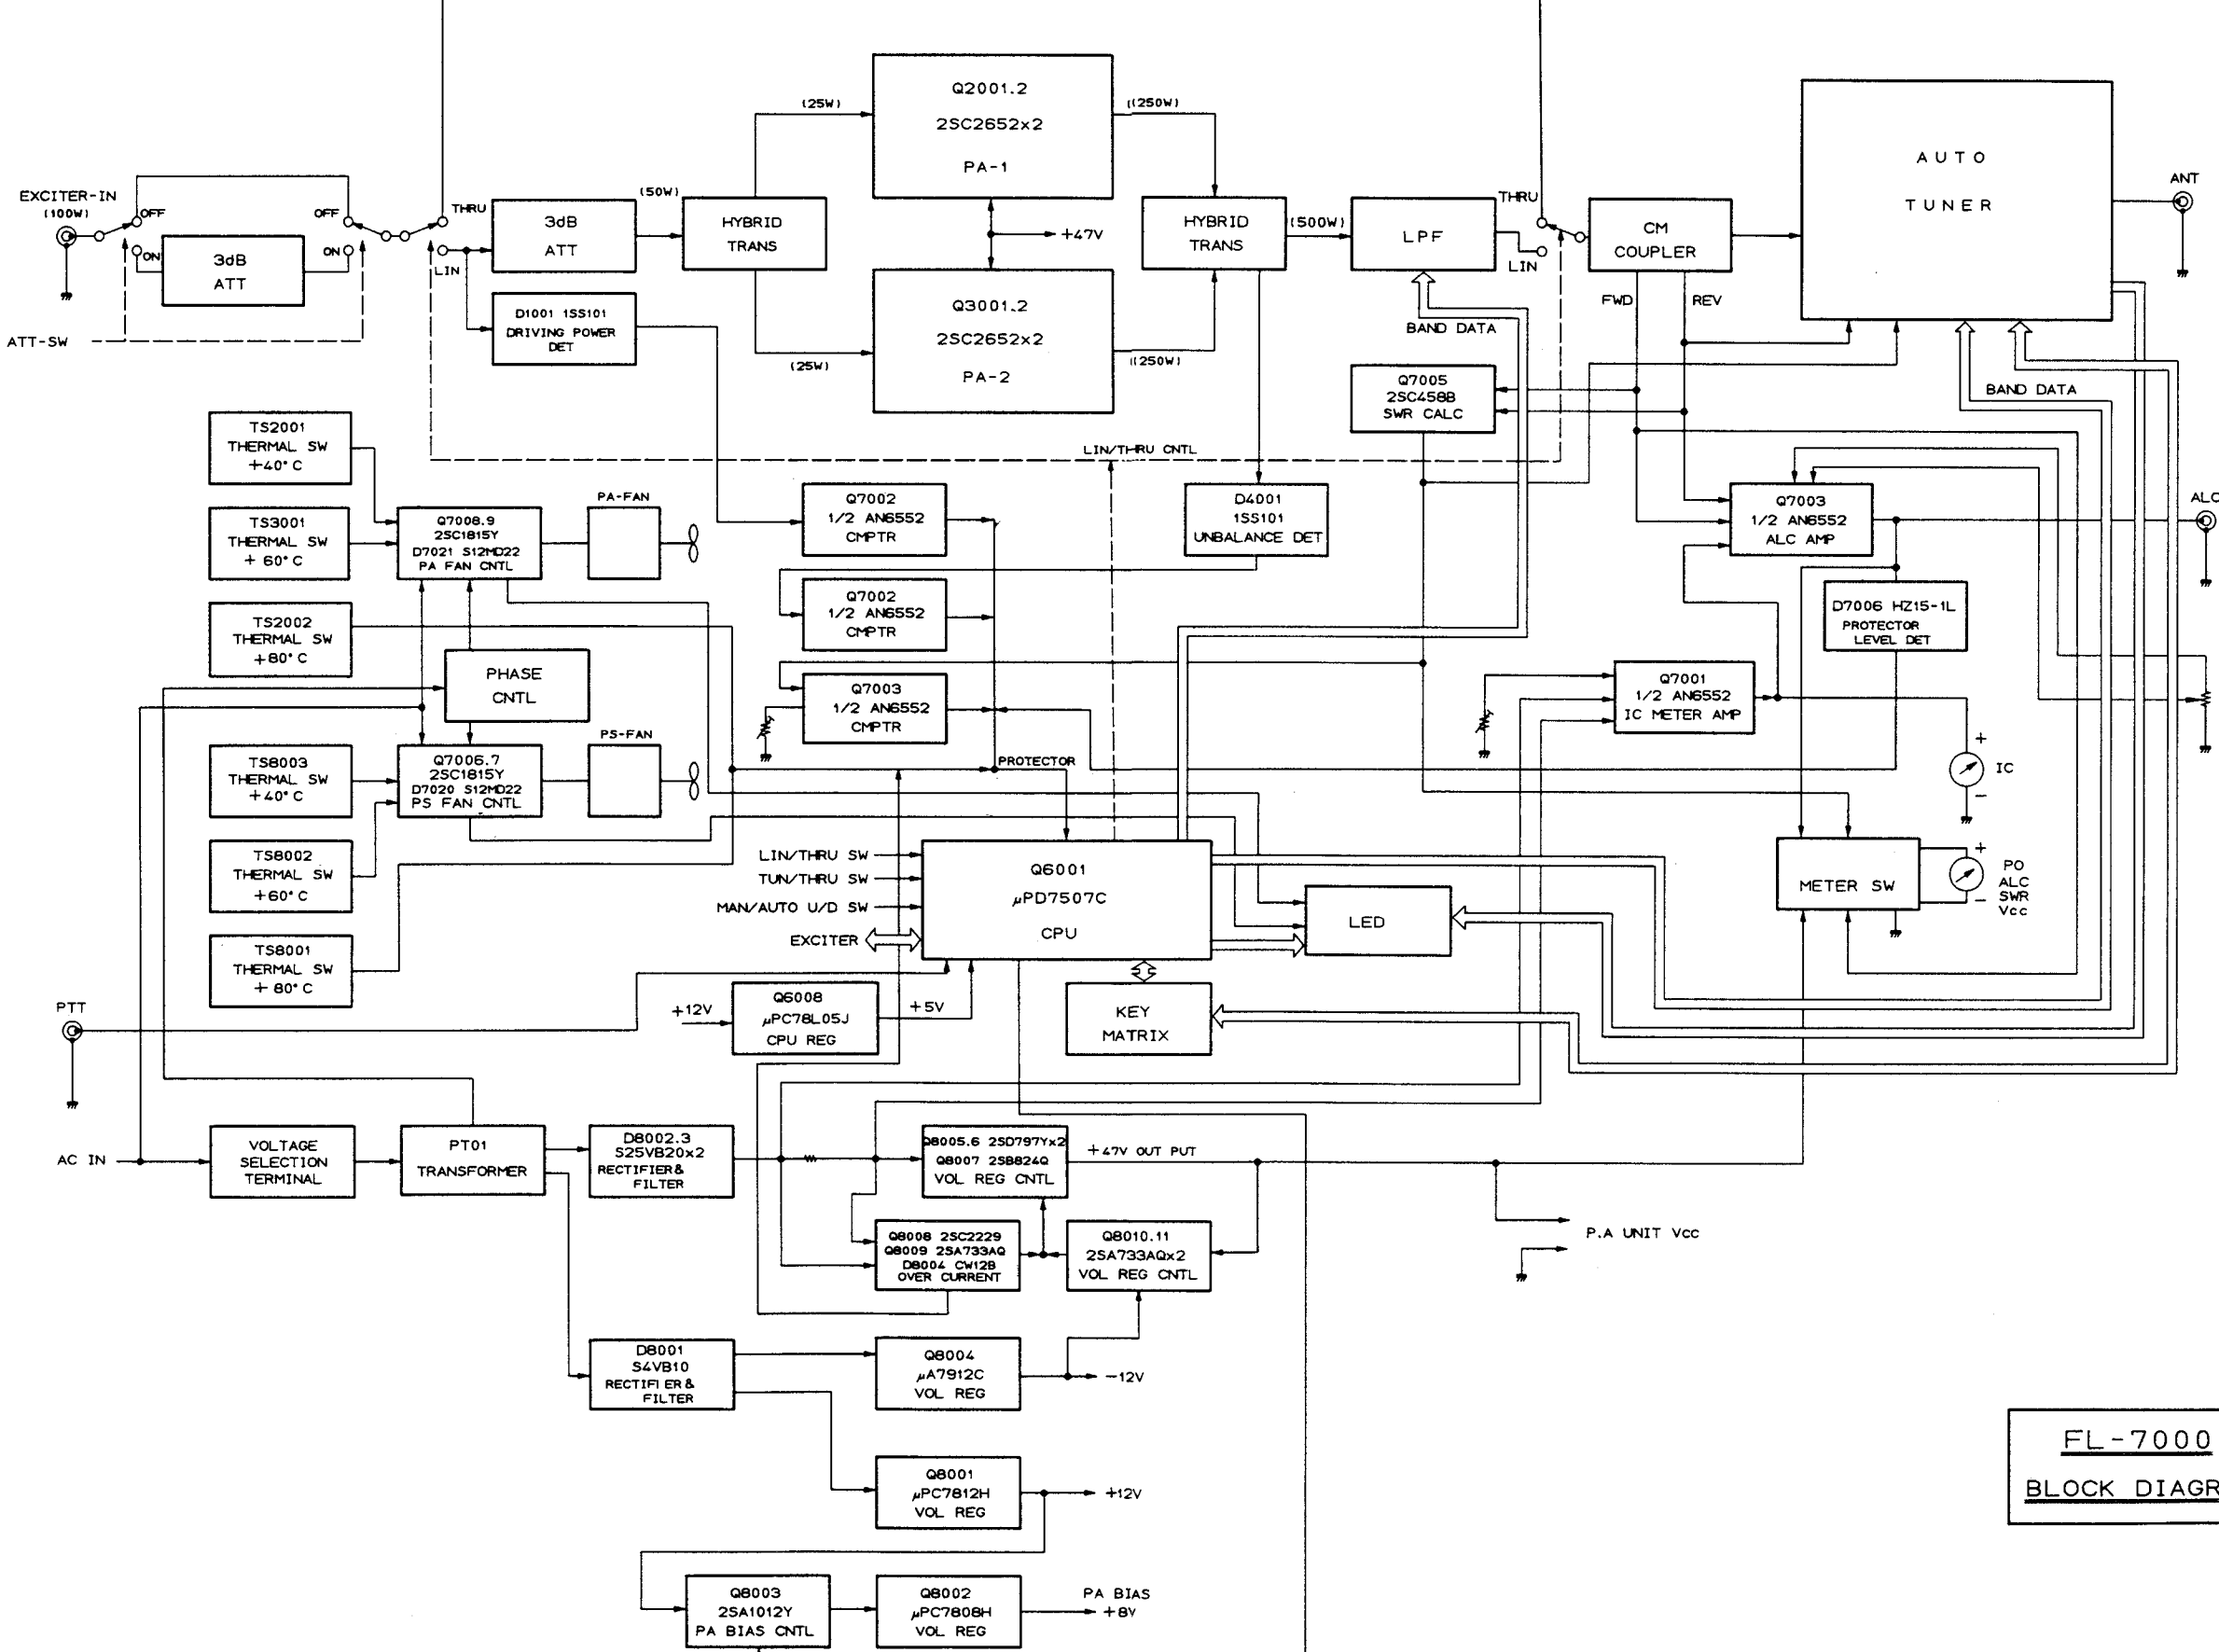 EXCITER-IN
(100W)
OFF
ON
3dB
ATT
OFF
ON
ATT-SW
THRU
LIN
3dB
ATT
(50W)
HYBRID
TRANS
(25W)
(25W)
D1001 1SS101
DRIVING POWER
DET
Q2001.2
2SC2652x2
PA-1
+47V
Q3001.2
2SC2652x2
PA-2
((250W)
((250W)
HYBRID
TRANS
(500W)
LPF
BAND DATA
THRU
LIN
CM
COUPLER
FWD
REV
AUTO
TUNER
ANT
BAND DATA
Q7005
2SC458B
SWR CALC
LIN/THRU CNTL
TS2001
THERMAL SW
+40°C
TS3001
THERMAL SW
+ 60°C
TS2002
THERMAL SW
+80°C
TS8003
THERMAL SW
+40°C
TS8002
THERMAL SW
+60°C
TS8001
THERMAL SW
+ 80°C
Q7008.9
2SC1815Y
D7021 S12MD22
PA FAN CNTL
PA-FAN
PHASE
CNTL
Q7006.7
2SC1815Y
D7020 S12MD22
PS FAN CNTL
PS-FAN
Q7002
1/2 AN6552
CMPTR
Q7002
1/2 AN6552
CMPTR
Q7003
1/2 AN6552
CMPTR
PROTECTOR
D4001
1SS101
UNBALANCE DET
Q7003
1/2 AN6552
ALC AMP
ALC
D7006 HZ15-1L
PROTECTOR
LEVEL DET
Q7001
1/2 AN6552
IC METER AMP
+
IC
−
METER SW
+
−
PO
ALC
SWR
Vcc
LIN/THRU SW
TUN/THRU SW
MAN/AUTO U/D SW
EXCITER
Q6001
μPD7507C
CPU
LED
KEY
MATRIX
+12V
Q6008
μPC78L05J
CPU REG
+5V
PTT
AC IN
VOLTAGE
SELECTION
TERMINAL
PT01
TRANSFORMER
D8002.3
S25VB20x2
RECTIFIER&
FILTER
Q8005.6 2SD797Yx2
Q8007 2SB824Q
VOL REG CNTL
+47V OUT PUT
Q8008 2SC2229
Q8009 2SA733AQ
D8004 CW12B
OVER CURRENT
Q8010.11
2SA733AQx2
VOL REG CNTL
P.A UNIT Vcc
D8001
S4VB10
RECTIFIER&
FILTER
Q8004
μA7912C
VOL REG
-12V
Q8001
μPC7812H
VOL REG
+12V
Q8003
2SA1012Y
PA BIAS CNTL
Q8002
μPC7808H
VOL REG
PA BIAS
+8V
FL-7000
BLOCK DIAGR